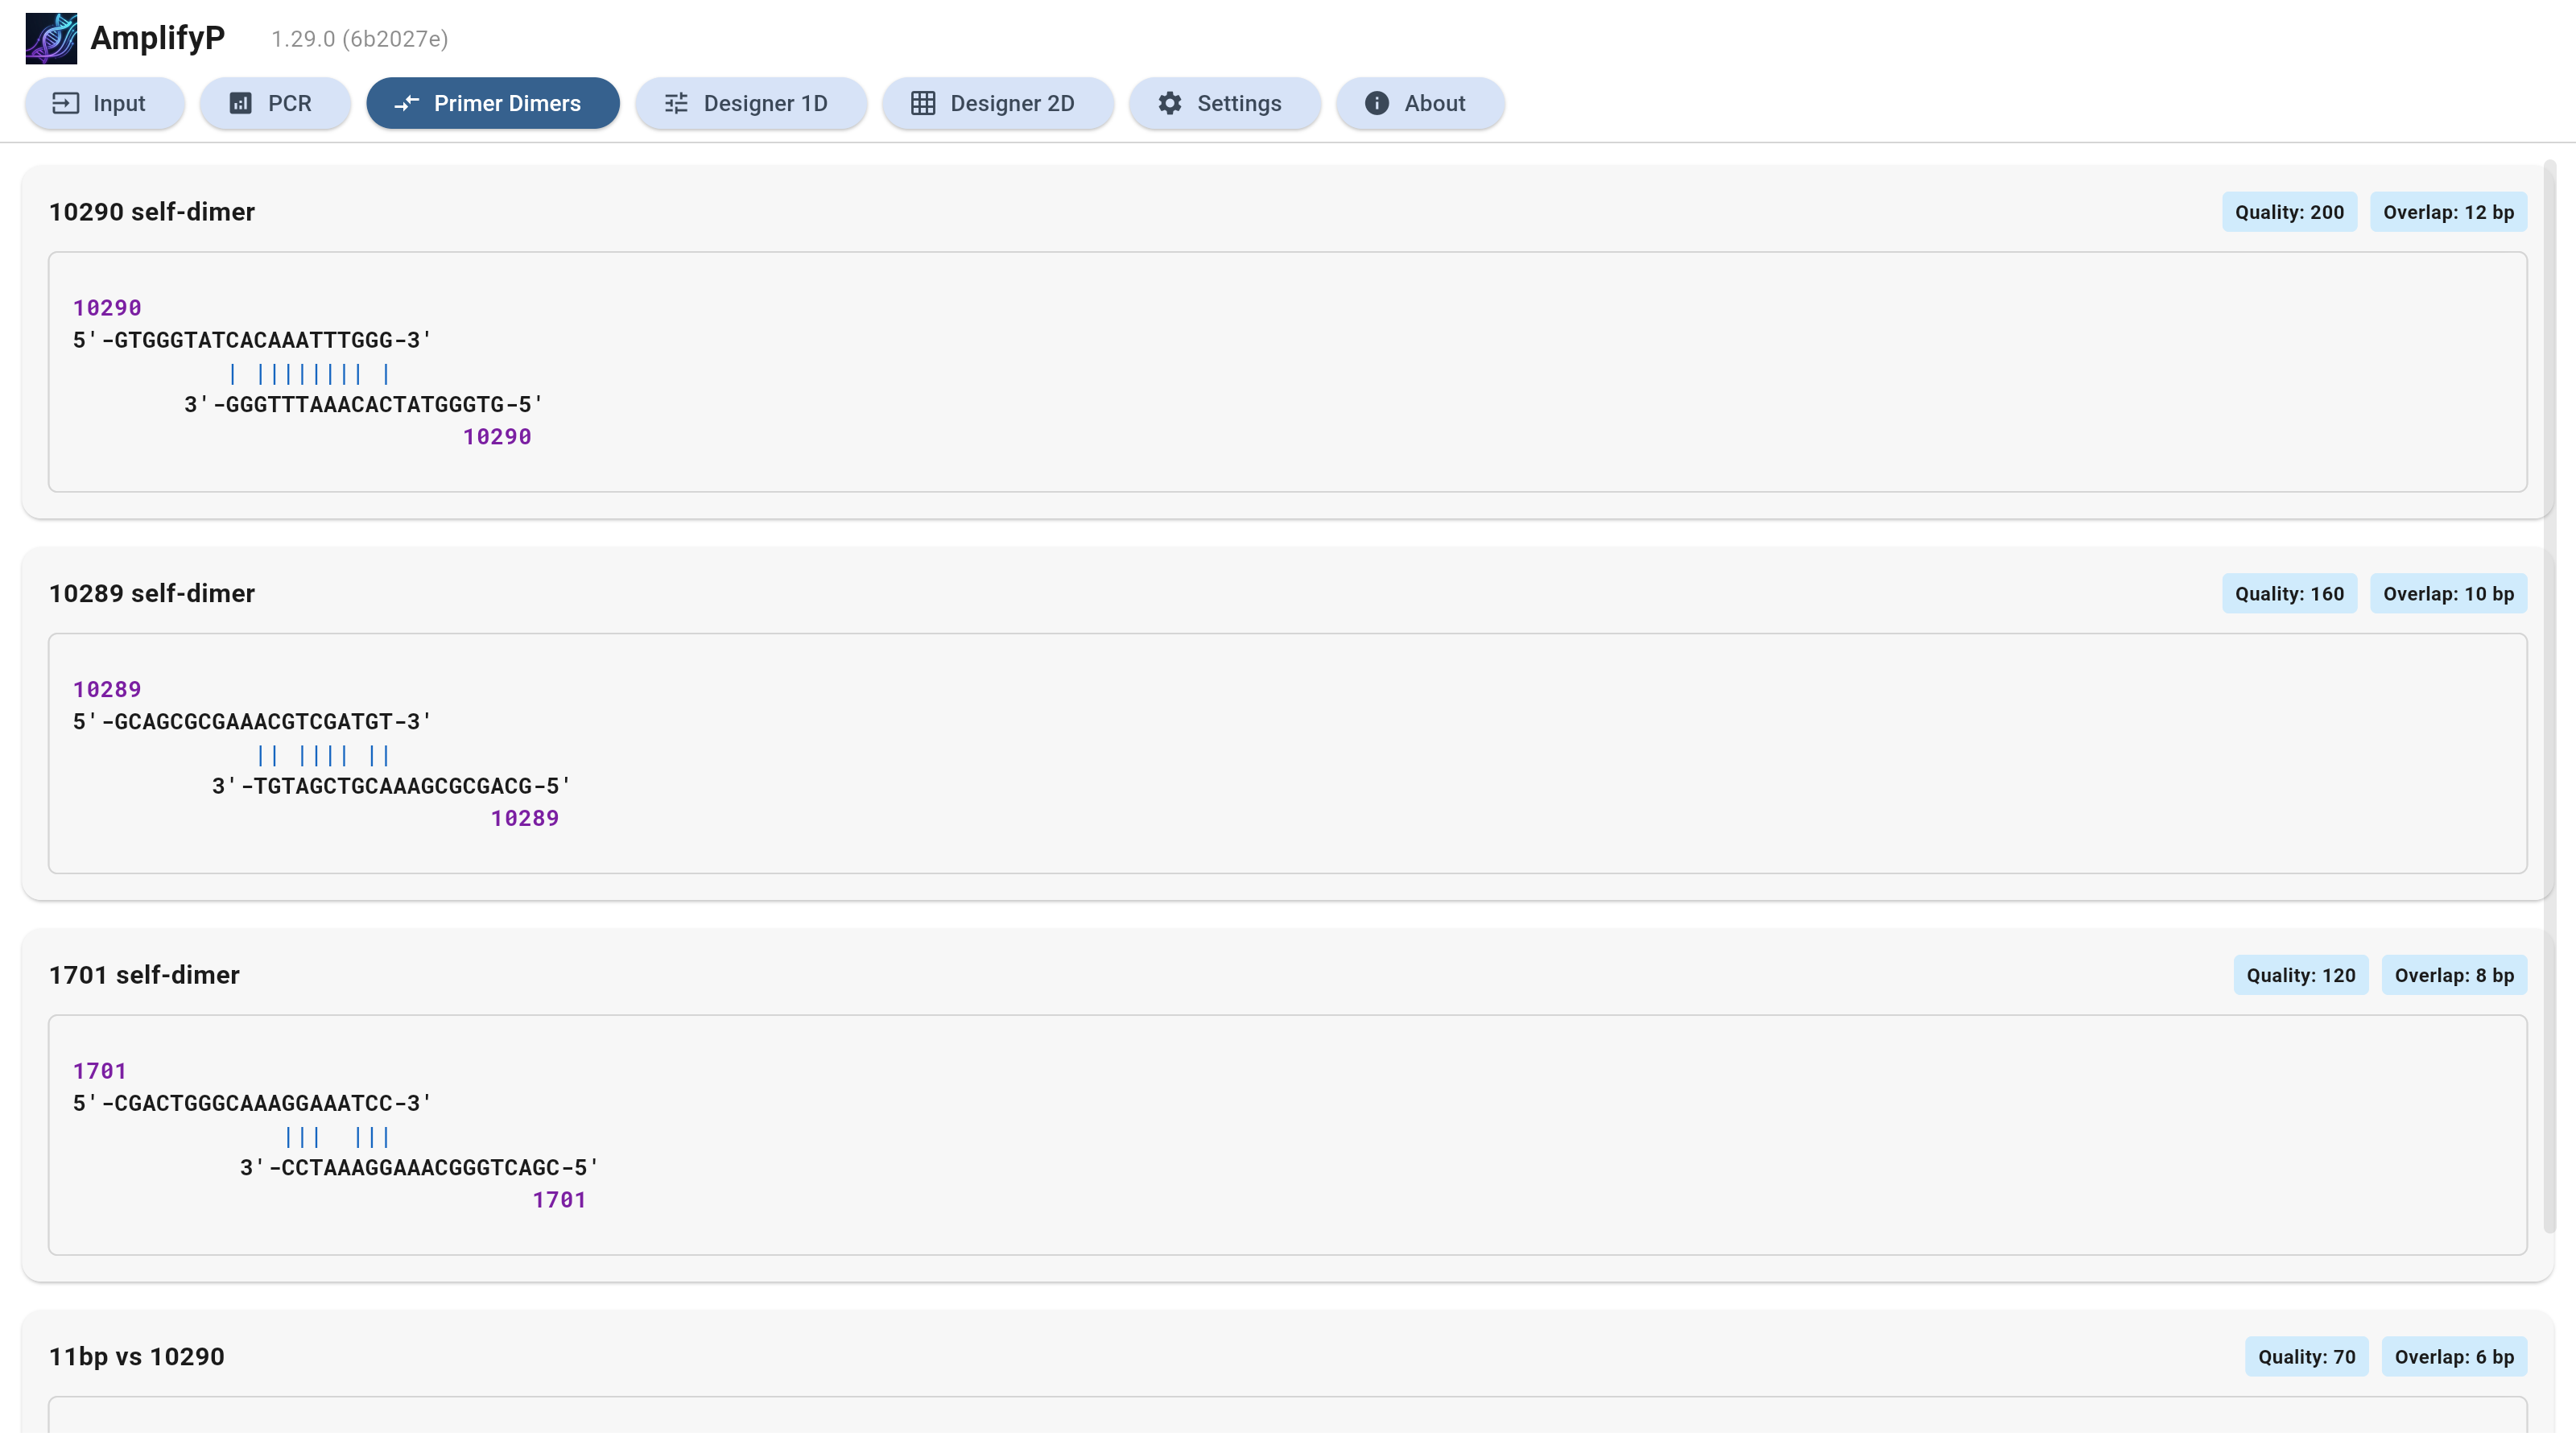 AmplifyP 1.29.0 (6b2027e)
Input PCR Primer Dimers Designer 1D Designer 2D Settings About
10290 self-dimer Quality: 200 Overlap: 12 bp
10290
5'-GTGGGTATCACAAATTTGGG-3'
| |||||||| |
3'-GGGTTTAAACACTATGGGTG-5'
10290
10289 self-dimer Quality: 160 Overlap: 10 bp
10289
5'-GCAGCGCGAAACGTCGATGT-3'
|| |||| ||
3'-TGTAGCTGCAAAGCGCGACG-5'
10289
1701 self-dimer Quality: 120 Overlap: 8 bp
1701
5'-CGACTGGGCAAAGGAAATCC-3'
|||  |||
3'-CCTAAAGGAAACGGGTCAGC-5'
1701
11bp vs 10290 Quality: 70 Overlap: 6 bp